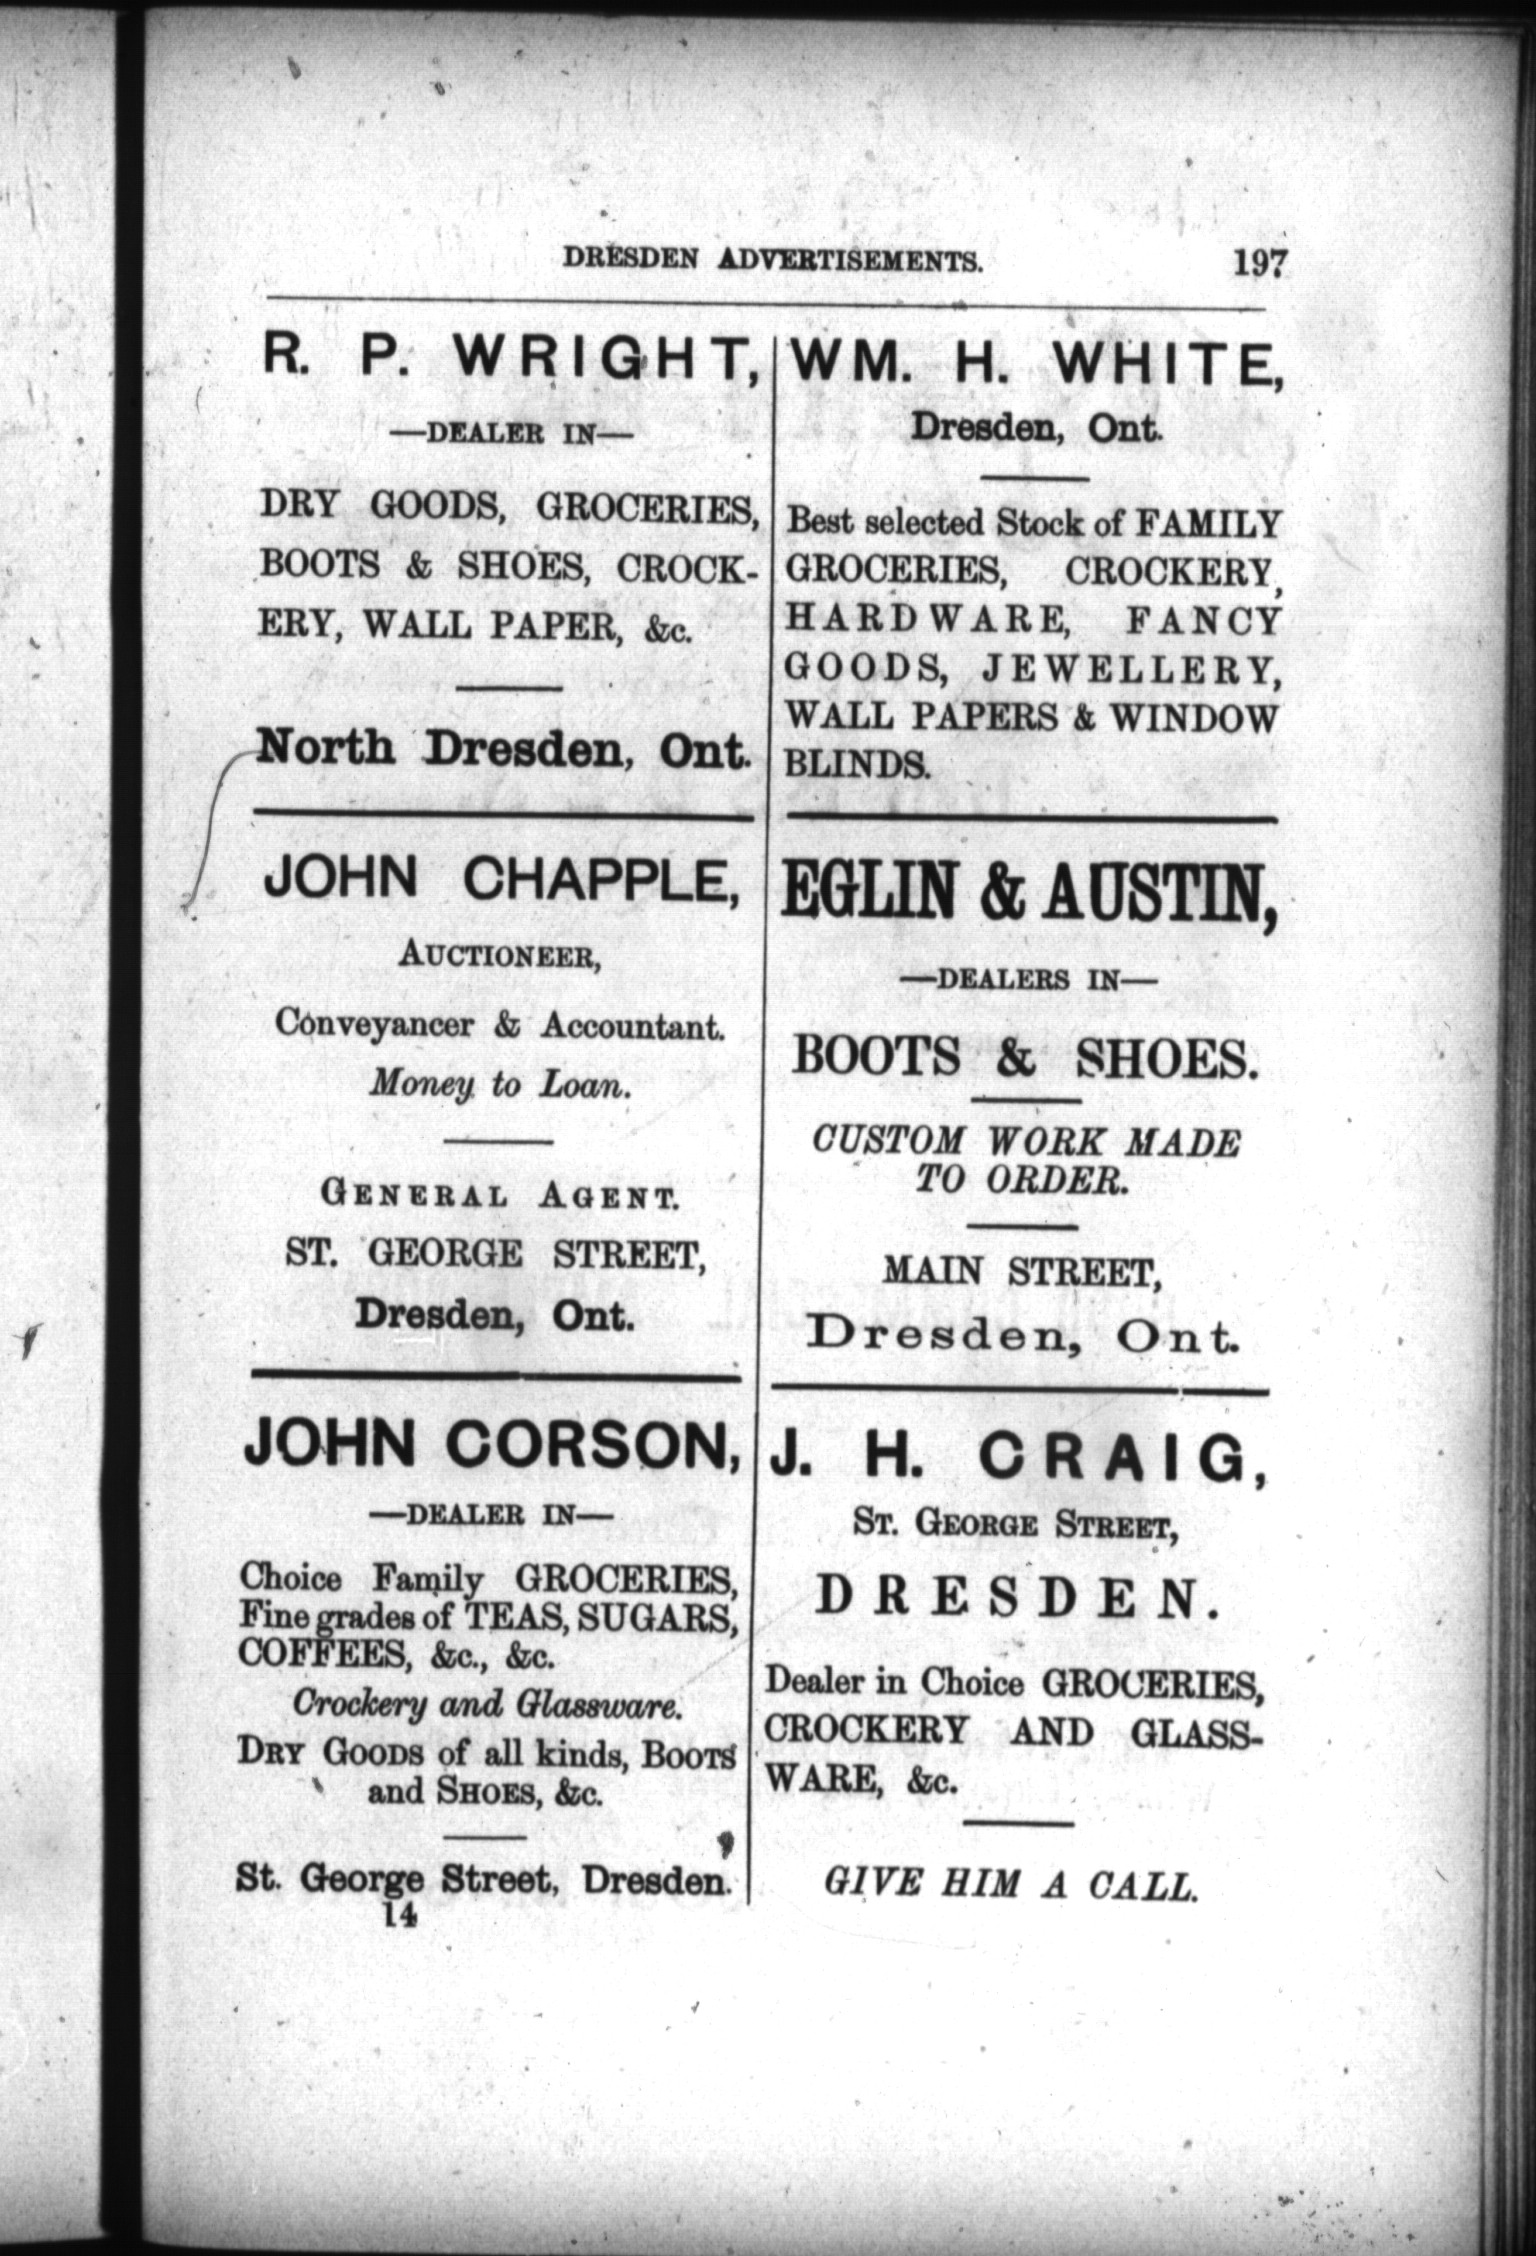 DRESDEN ADVERTISEMENTS. 197
R. P. WRIGHT,
—DEALER IN—
DRY GOODS, GROCERIES,
BOOTS & SHOES, CROCK-
ERY, WALL PAPER, &c.
North Dresden, Ont.
JOHN CHAPPLE,
AUCTIONEER,
Conveyancer & Accountant.
Money to Loan.
GENERAL AGENT.
ST. GEORGE STREET,
Dresden, Ont.
JOHN CORSON,
—DEALER IN—
Choice Family GROCERIES,
Fine grades of TEAS, SUGARS,
COFFEES, &c., &c.
Crockery and Glassware.
DRY GOODS of all kinds, BOOTS
and SHOES, &c.
St. George Street, Dresden.
14
WM. H. WHITE,
Dresden, Ont.
Best selected Stock of FAMILY
GROCERIES, CROCKERY,
HARDWARE, FANCY
GOODS, JEWELLERY,
WALL PAPERS & WINDOW
BLINDS.
EGLIN & AUSTIN,
—DEALERS IN—
BOOTS & SHOES.
CUSTOM WORK MADE
TO ORDER.
MAIN STREET,
Dresden, Ont.
J. H. CRAIG,
ST. GEORGE STREET,
DRESDEN.
Dealer in Choice GROCERIES,
CROCKERY AND GLASS-
WARE, &c.
GIVE HIM A CALL.